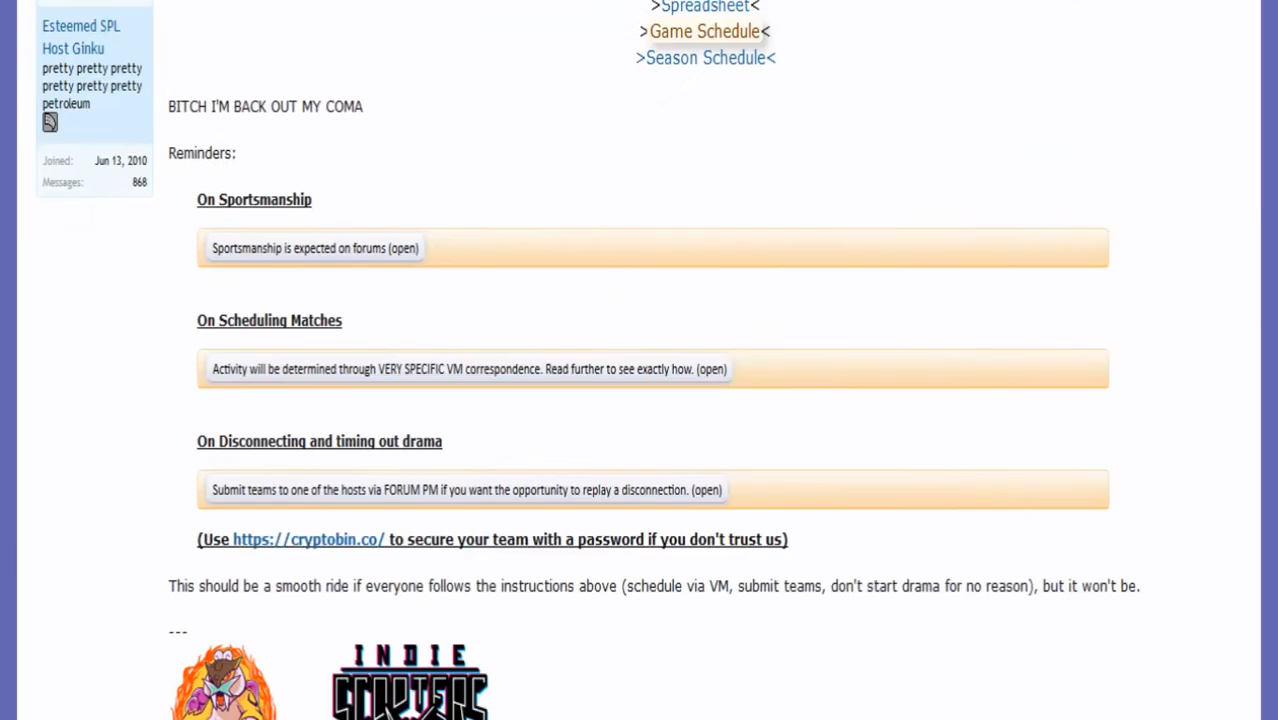 >Spreadsheet<
Esteemed SPL
Host Ginku
pretty pretty pretty
pretty pretty pretty
petroleum
Joined: Jun 13, 2010
Messages: 868
>Game Schedule<
>Season Schedule<
BITCH I'M BACK OUT MY COMA
Reminders:
On Sportsmanship
Sportsmanship is expected on forums (open)
On Scheduling Matches
Activity will be determined through VERY SPECIFIC VM correspondence. Read further to see exactly how. (open)
On Disconnecting and timing out drama
Submit teams to one of the hosts via FORUM PM if you want the opportunity to replay a disconnection. (open)
(Use https://cryptobin.co/ to secure your team with a password if you don't trust us)
This should be a smooth ride if everyone follows the instructions above (schedule via VM, submit teams, don't start drama for no reason), but it won't be.
---
INDIE
SCOOTERS